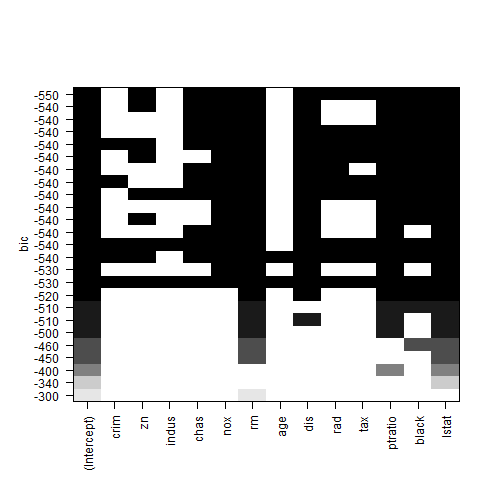 -550
-540
-540
-540
-540
-540
-540
-540
-540
-540
-540
-540
-540
-540
-530
-530
-520
-510
-510
-500
-460
-450
-400
-340
-300
bic
(Intercept)
crim
zn
indus
chas
nox
rm
age
dis
rad
tax
ptratio
black
lstat